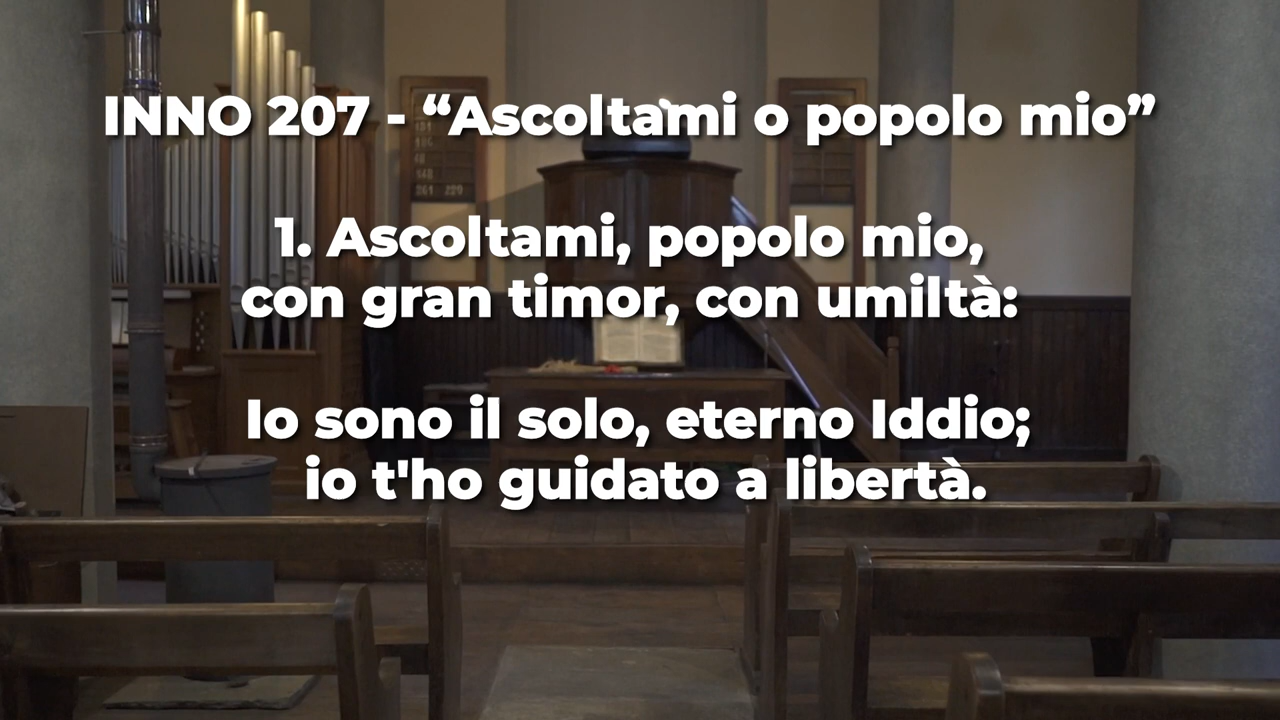 INNO 207 - “Ascoltami o popolo mio”
1. Ascoltami, popolo mio,
con gran timor, con umiltà:
Io sono il solo, eterno Iddio;
io t'ho guidato a libertà.